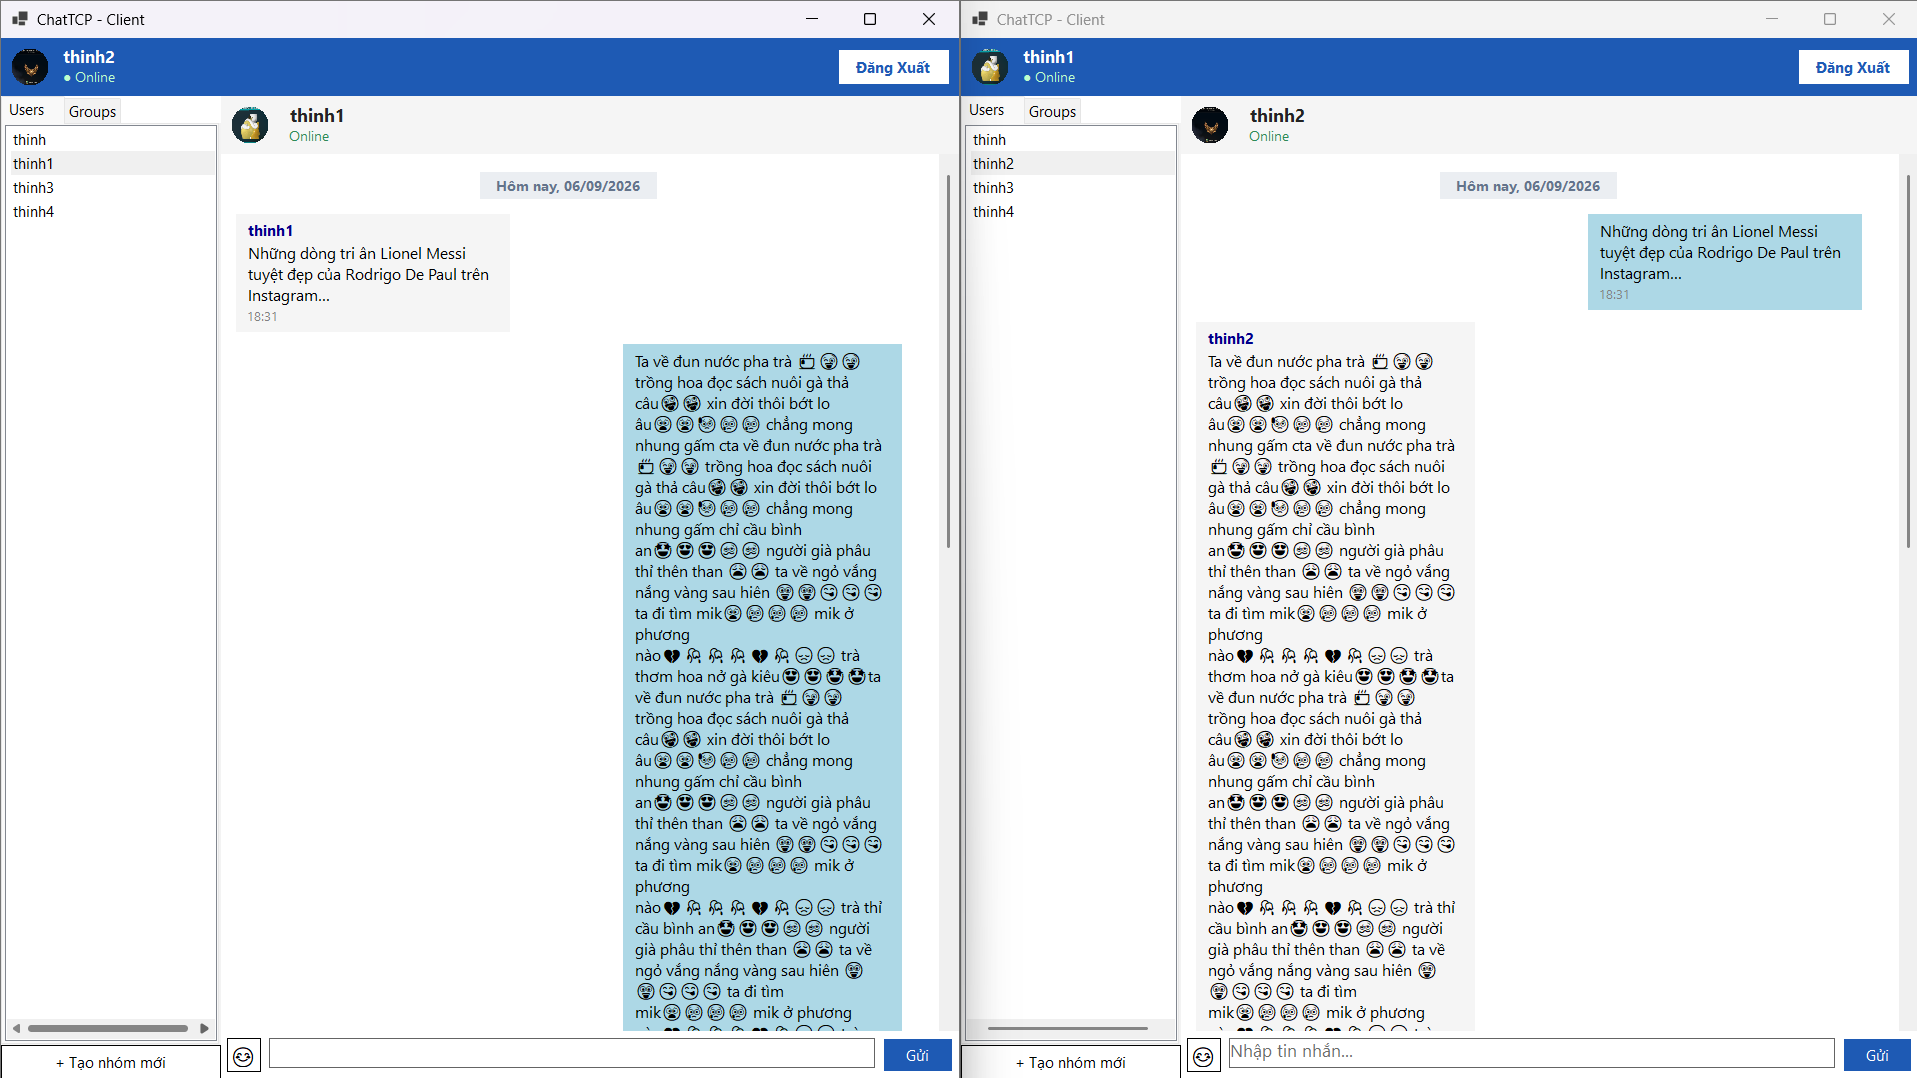 ChatTCP - Client
thinh2
● Online
Đăng Xuất
Users
Groups
thinh
thinh1
thinh3
thinh4
+ Tạo nhóm mới
thinh1
Online
Hôm nay, 06/09/2026
thinh1
Những dòng tri ân Lionel Messi
tuyệt đẹp của Rodrigo De Paul trên
Instagram...
18:31
Ta về đun nước pha trà
trồng hoa đọc sách nuôi gà thả
câu xin đời thôi bớt lo
âu chẳng mong
nhung gấm cta về đun nước pha trà
trồng hoa đọc sách nuôi
gà thả câu xin đời thôi bớt lo
âu chẳng mong
nhung gấm chỉ cầu bình
an người già phâu
thỉ thên than ta về ngỏ vắng
nắng vàng sau hiên
ta đi tìm mik mik ở
phương
nào trà
thơm hoa nở gà kiêu ta
về đun nước pha trà
trồng hoa đọc sách nuôi gà thả
câu xin đời thôi bớt lo
âu chẳng mong
nhung gấm chỉ cầu bình
an người già phâu
thỉ thên than ta về ngỏ vắng
nắng vàng sau hiên
ta đi tìm mik mik ở
phương
nào trà thỉ
cầu bình an người
già phâu thỉ thên than ta về
ngỏ vắng nắng vàng sau hiên
ta đi tìm
mik mik ở phương
Gửi
ChatTCP - Client
thinh1
● Online
Đăng Xuất
Users
Groups
thinh
thinh2
thinh3
thinh4
+ Tạo nhóm mới
thinh2
Online
Hôm nay, 06/09/2026
Những dòng tri ân Lionel Messi
tuyệt đẹp của Rodrigo De Paul trên
Instagram...
18:31
thinh2
Ta về đun nước pha trà
trồng hoa đọc sách nuôi gà thả
câu xin đời thôi bớt lo
âu chẳng mong
nhung gấm cta về đun nước pha trà
trồng hoa đọc sách nuôi
gà thả câu xin đời thôi bớt lo
âu chẳng mong
nhung gấm chỉ cầu bình
an người già phâu
thỉ thên than ta về ngỏ vắng
nắng vàng sau hiên
ta đi tìm mik mik ở
phương
nào trà
thơm hoa nở gà kiêu ta
về đun nước pha trà
trồng hoa đọc sách nuôi gà thả
câu xin đời thôi bớt lo
âu chẳng mong
nhung gấm chỉ cầu bình
an người già phâu
thỉ thên than ta về ngỏ vắng
nắng vàng sau hiên
ta đi tìm mik mik ở
phương
nào trà thỉ
cầu bình an người
già phâu thỉ thên than ta về
ngỏ vắng nắng vàng sau hiên
ta đi tìm
mik mik ở phương
Nhập tin nhắn...
Gửi